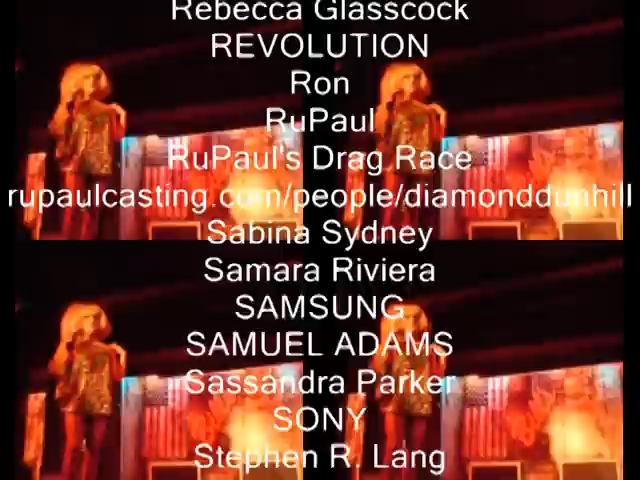 Rebecca Glasscock
REVOLUTION
Ron
RuPaul
RuPaul's Drag Race
rupaulcasting.com/people/diamonddunhill
Sabina Sydney
Samara Riviera
SAMSUNG
SAMUEL ADAMS
Sassandra Parker
SONY
Stephen R. Lang